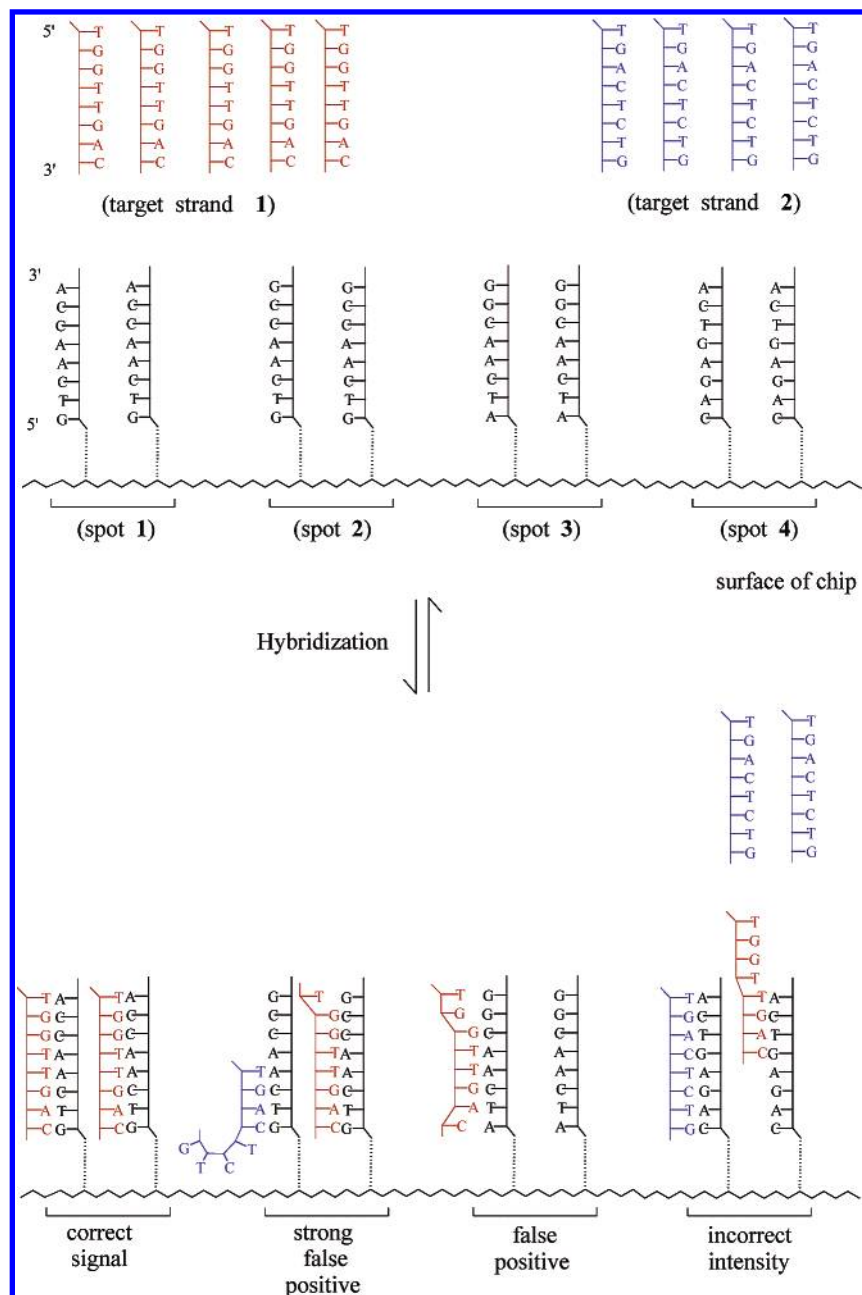 5'
3'
T G G T T G A C
T G G T T G A C
T G G T T G A C
T G G T T G A C
T G G T T G A C
T G A C T C T G
T G A C T C T G
T G A C T C T G
T G A C T C T G
(target strand 1)
(target strand 2)
3'
5'
A C C A A C T G
A C C A A C T G
G C C A A C T G
G C C A A C T G
G G C A A C T A
G G C A A C T A
A C T G A G A C
A C T G A G A C
(spot 1)
(spot 2)
(spot 3)
(spot 4)
surface of chip
Hybridization
T G A C T C T G
T G A C T C T G
T G G T T G A C
A C C A A C T G
T G G T T G A C
A C C A A C T G
T G A C T C T G
G C C A A C T G
T G G T T G A C
G C C A A C T G
T G G T T G A C
G G C A A C T A
G G C A A C T A
T G A C T C T G
A C T G A G A C
T G G T T G A C
A C T G A G A C
correct
signal
strong
false
positive
false
positive
incorrect
intensity